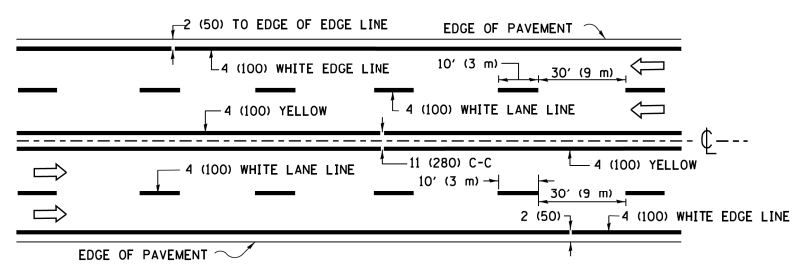 2 (50) TO EDGE OF EDGE LINE
EDGE OF PAVEMENT
4 (100) WHITE EDGE LINE
10' (3 m)
30' (9 m)
4 (100) YELLOW
4 (100) WHITE LANE LINE
4 (100) WHITE LANE LINE
11 (280) C-C
4 (100) YELLOW
10' (3 m)
30' (9 m)
2 (50)
4 (100) WHITE EDGE LINE
EDGE OF PAVEMENT